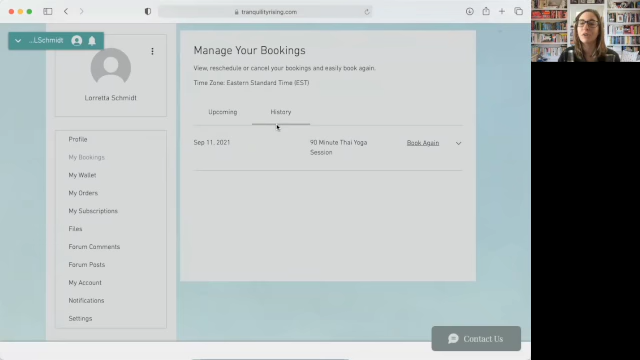 tranquilityrising.com
...LSchmidt
Lorretta Schmidt
Profile
My Bookings
My Wallet
My Orders
My Subscriptions
Files
Forum Comments
Forum Posts
My Account
Notifications
Settings
Manage Your Bookings
View, reschedule or cancel your bookings and easily book again.
Time Zone: Eastern Standard Time (EST)
Upcoming
History
Sep 11, 2021
90 Minute Thai Yoga
Session
Book Again
Contact Us